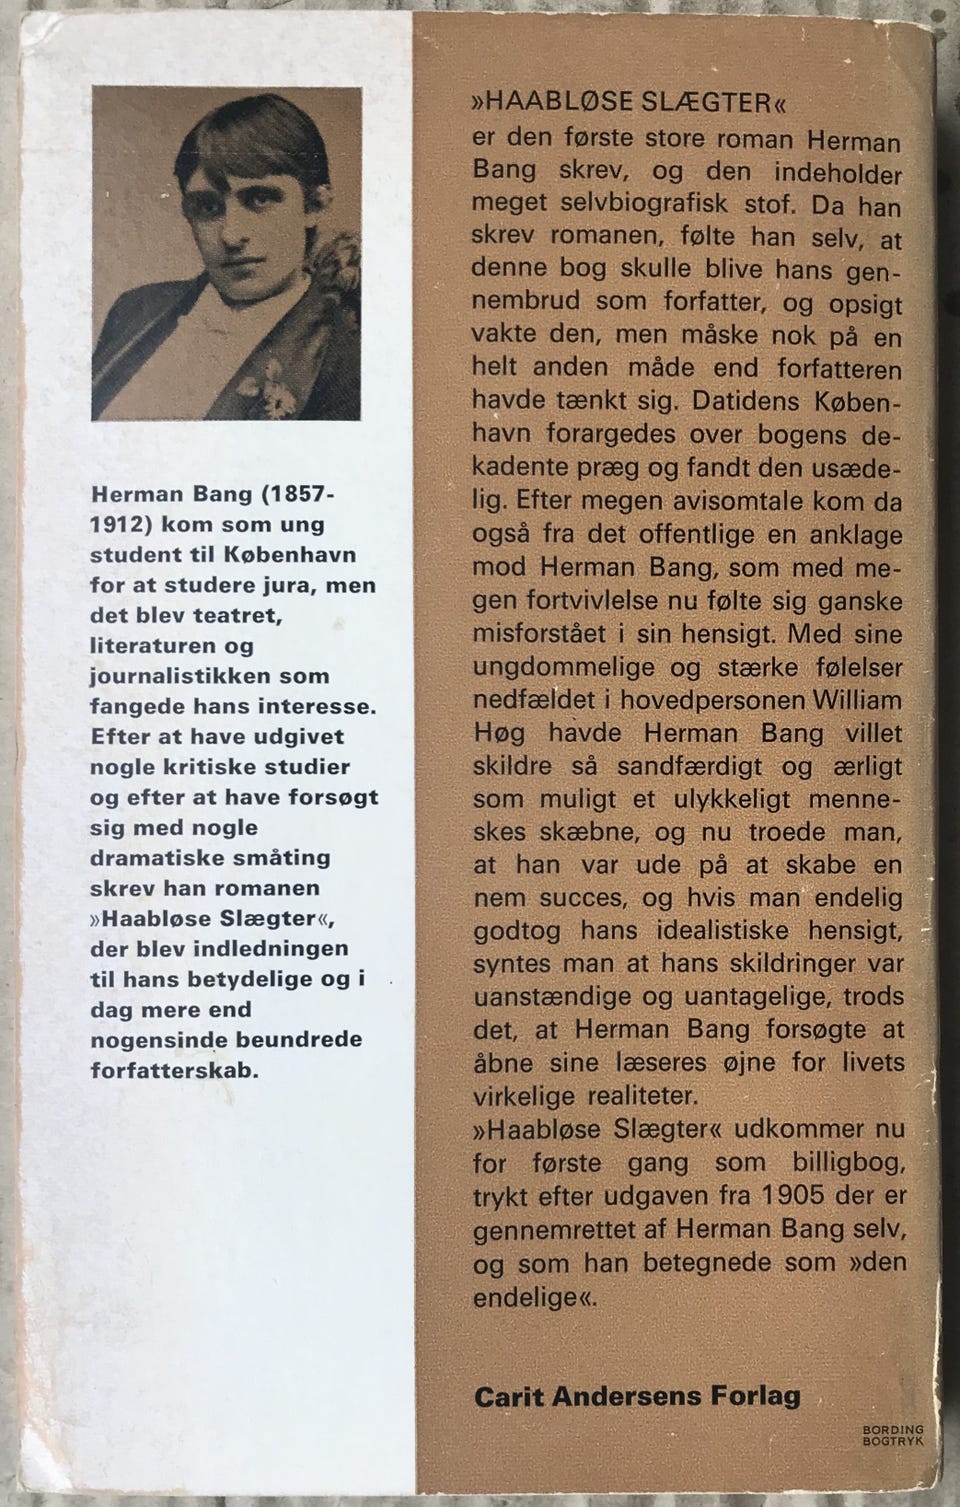 Herman Bang (1857-
1912) kom som ung
student til København
for at studere jura, men
det blev teatret,
literaturen og
journalistikken som
fangede hans interesse.
Efter at have udgivet
nogle kritiske studier
og efter at have forsøgt
sig med nogle
dramatiske småting
skrev han romanen
»Haabløse Slægter«,
der blev indledningen
til hans betydelige og i
dag mere end
nogensinde beundrede
forfatterskab.
»HAABLØSE SLÆGTER«
er den første store roman Herman
Bang skrev, og den indeholder
meget selvbiografisk stof. Da han
skrev romanen, følte han selv, at
denne bog skulle blive hans gen-
nembrud som forfatter, og opsigt
vakte den, men måske nok på en
helt anden måde end forfatteren
havde tænkt sig. Datidens Køben-
havn forargedes over bogens de-
kadente præg og fandt den usæde-
lig. Efter megen avisomtale kom da
også fra det offentlige en anklage
mod Herman Bang, som med me-
gen fortvivlelse nu følte sig ganske
misforstået i sin hensigt. Med sine
ungdommelige og stærke følelser
nedfældet i hovedpersonen William
Høg havde Herman Bang villet
skildre så sandfærdigt og ærligt
som muligt et ulykkeligt menne-
skes skæbne, og nu troede man,
at han var ude på at skabe en
nem succes, og hvis man endelig
godtog hans idealistiske hensigt,
syntes man at hans skildringer var
uanstændige og uantagelige, trods
det, at Herman Bang forsøgte at
åbne sine læseres øjne for livets
virkelige realiteter.
»Haabløse Slægter« udkommer nu
for første gang som billigbog,
trykt efter udgaven fra 1905 der er
gennemrettet af Herman Bang selv,
og som han betegnede som »den
endelige«.
Carit Andersens Forlag
BORDING
BOGTRYK